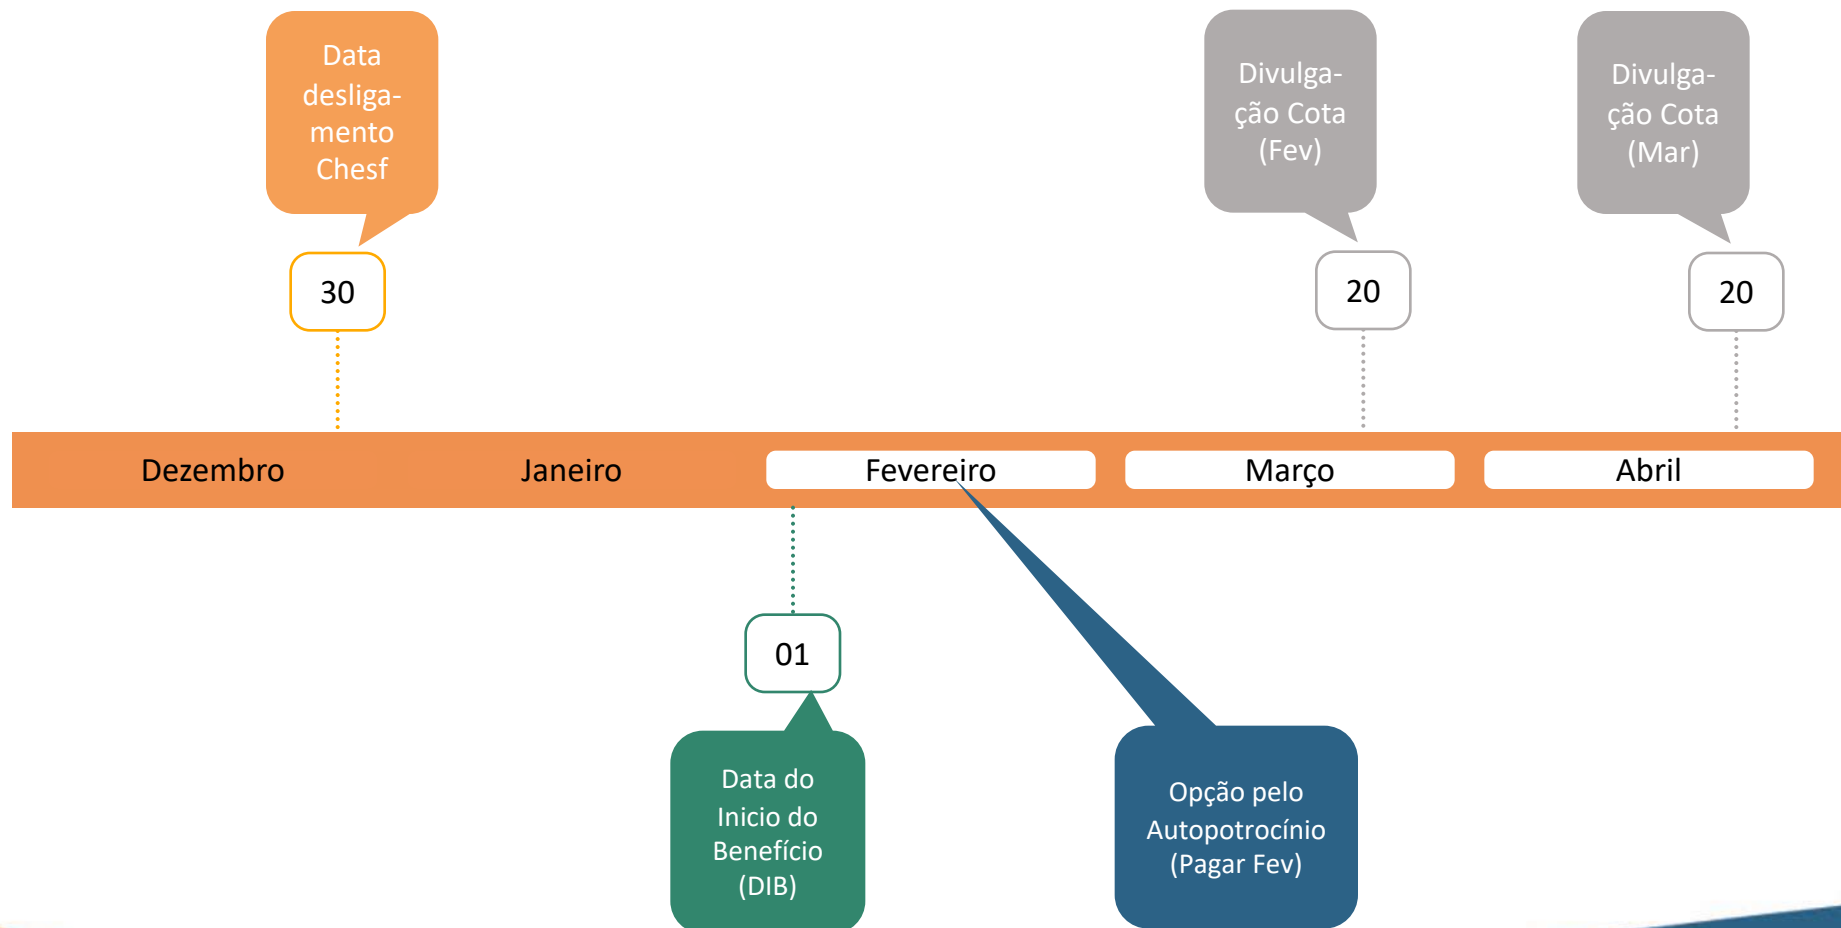 Data
desliga-
mento
Chesf
Divulga-
ção Cota
(Fev)
Divulga-
ção Cota
(Mar)
30
20
20
Dezembro
Janeiro
Fevereiro
Março
Abril
01
Data do
Inicio do
Benefício
(DIB)
Opção pelo
Autopotrocínio
(Pagar Fev)